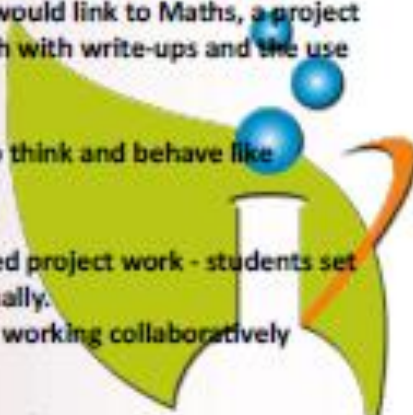 would link to Maths, a project
h with write-ups and the use
think and behave like
ed project work - students set
ally.
working collaboratively